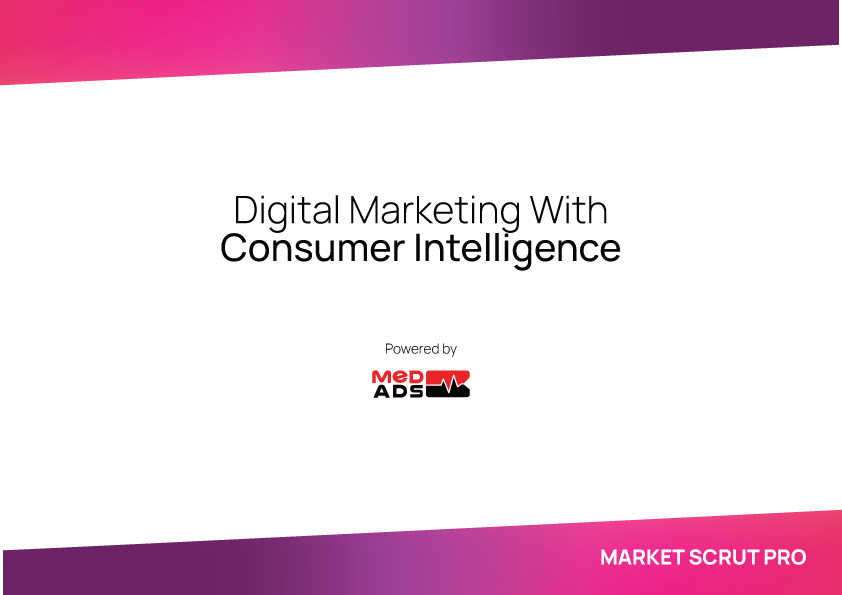 Digital Marketing With
Consumer Intelligence
Powered by
MED
ADS
MARKET SCRUT PRO